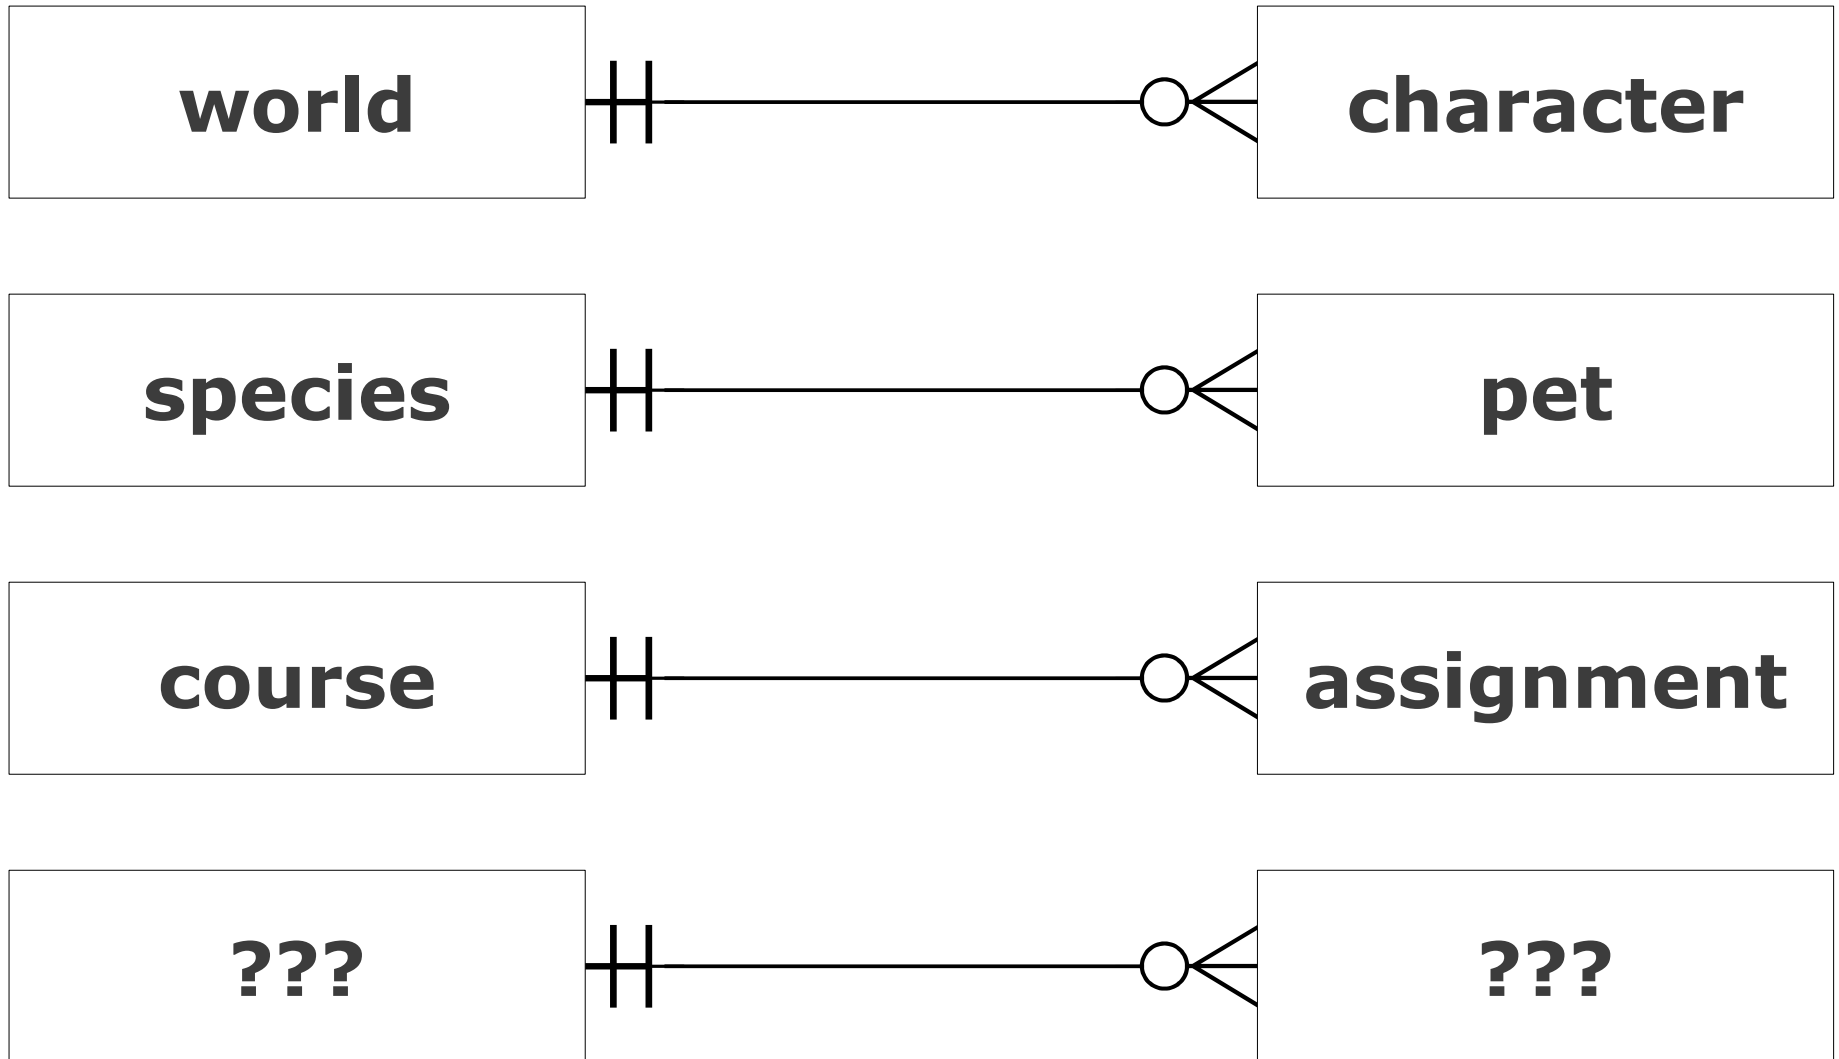 world
character
species
pet
course
assignment
???
???